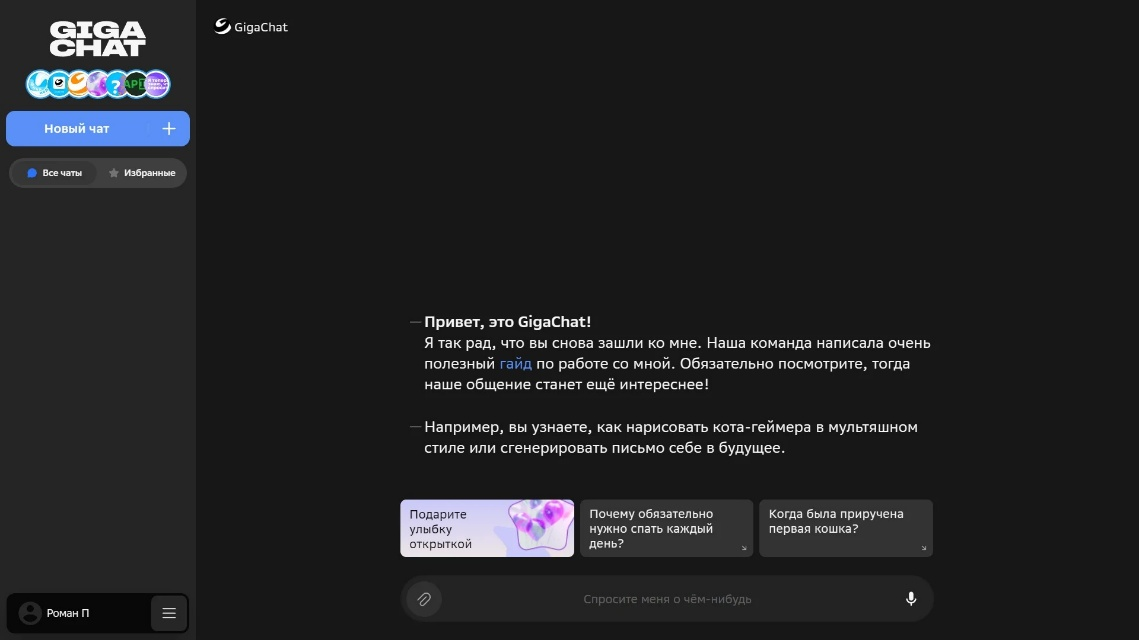 GIGA
CHAT
GigaChat
?
API
Новый чат
Все чаты
Избранные
— Привет, это GigaChat!
Я так рад, что вы снова зашли ко мне. Наша команда написала очень
полезный гайд по работе со мной. Обязательно посмотрите, тогда
наше общение станет ещё интереснее!
— Например, вы узнаете, как нарисовать кота-геймера в мультяшном
стиле или сгенерировать письмо себе в будущее.
Подарите
улыбку
открыткой
Почему обязательно
нужно спать каждый
день?
Когда была приручена
первая кошка?
Спросите меня о чём-нибудь
Роман П